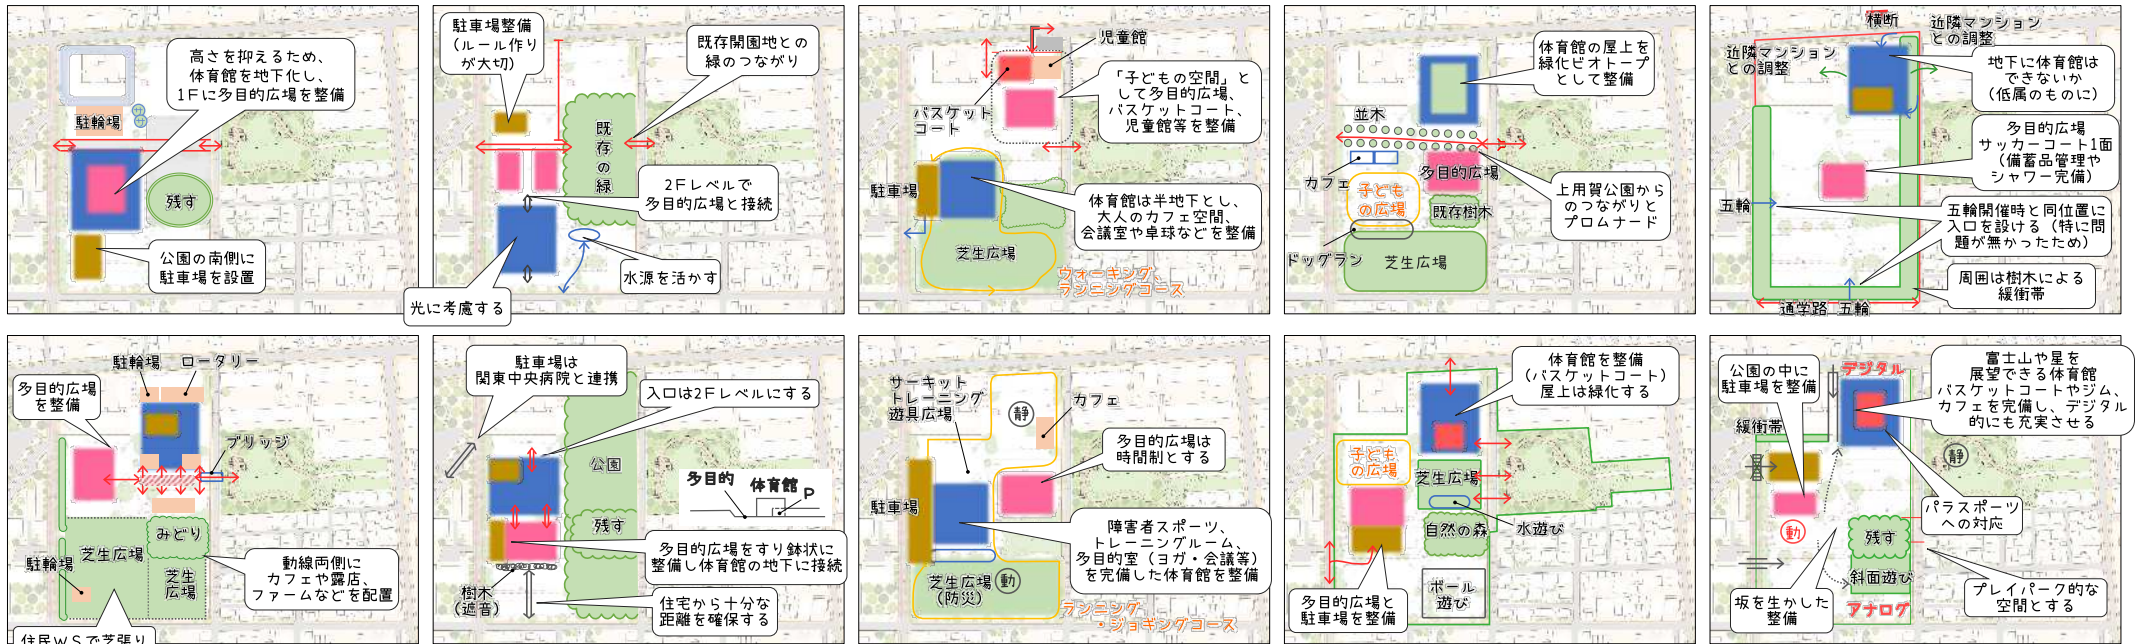 高さを抑えるため、
体育館を地下化し、
1Fに多目的広場を整備
駐輪場
残す
公園の南側に
駐車場を設置
駐車場整備
(ルール作り
が大切)
既存開園地との
緑のつながり
既存の緑
2Fレベルで
多目的広場と接続
水源を活かす
光に考慮する
児童館
「子どもの空間」と
して多目的広場、
バスケットコート、
児童館等を整備
バスケット
コート
駐車場
体育館は半地下とし、
大人のカフェ空間、
会議室や卓球などを整備
芝生広場
ウォーキング
ランニングコース
体育館の屋上を
緑化ビオトープ
として整備
並木
カフェ
多目的広場
子ども
の広場
既存樹木
上用賀公園から
のつながりと
プロムナード
ドッグラン
芝生広場
横断
近隣マンション
との調整
近隣マンション
との調整
地下に体育館は
できないか
(低属のものに)
多目的広場
サッカーコート1面
(備蓄品管理や
シャワー完備)
五輪
五輪開催時と同位置に
入口を設ける(特に問
題が無かったため)
周囲は樹木による
緩衝帯
通学路
五輪
駐輪場
ロータリー
多目的広場
を整備
ブリッジ
みどり
芝生広場
駐輪場
芝生
広場
動線両側に
カフェや露店、
ファームなどを配置
住民WSで芝張り
駐車場は
関東中央病院と連携
入口は2Fレベルにする
公園
多目的
体育館
P
残す
多目的広場をすり鉢状に
整備し体育館の地下に接続
樹木
(遮音)
住宅から十分な
距離を確保する
サーキット
トレーニング
遊具広場
静
カフェ
多目的広場は
時間制とする
駐車場
障害者スポーツ、
トレーニングルーム、
多目的室(ヨガ・会議等)
を完備した体育館を整備
芝生広場
(防災)
動
ランニング
・ジョギングコース
体育館を整備
(バスケットコート)
屋上は緑化する
子ども
の広場
芝生広場
水遊び
自然の森
ボール
遊び
多目的広場と
駐車場を整備
公園の中に
駐車場を整備
デジタル
富士山や星を
展望できる体育館
バスケットコートやジム、
カフェを完備し、デジタル
的にも充実させる
緩衝帯
静
パラスポーツ
への対応
動
残す
斜面遊び
プレイパーク的な
空間とする
坂を生かした
整備
アナログ